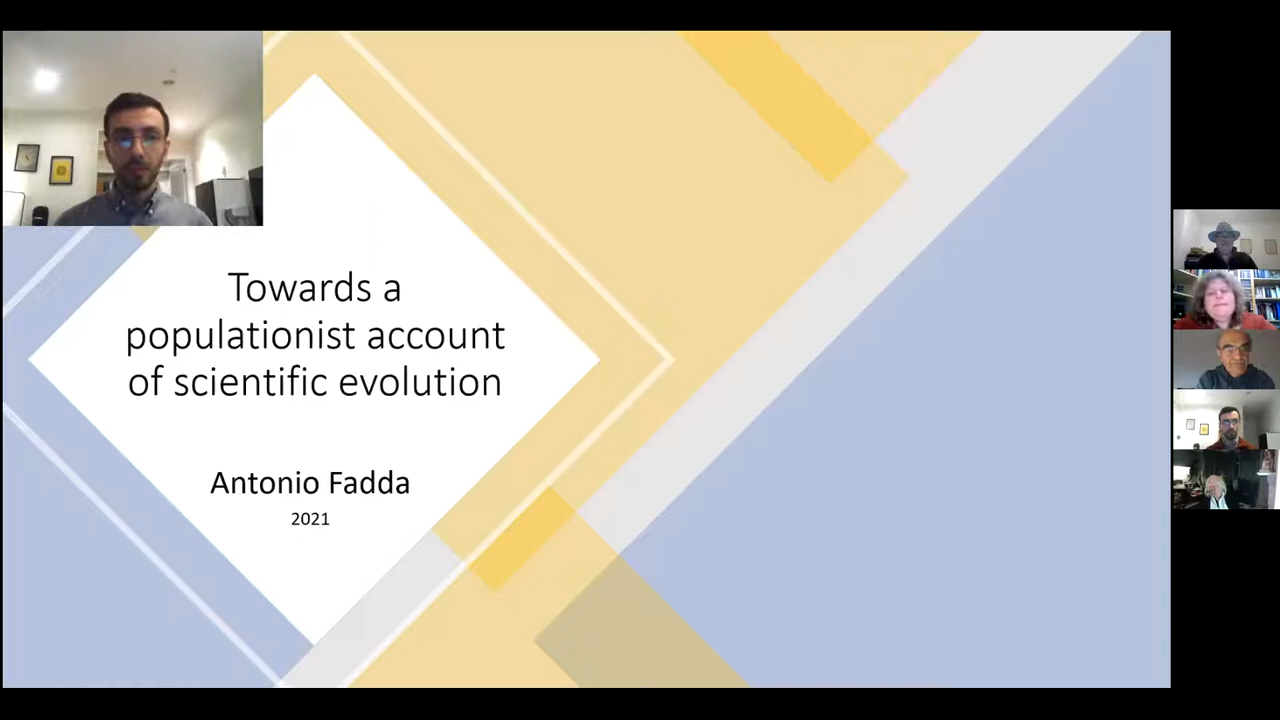 Towards a
populationist account
of scientific evolution
Antonio Fadda
2021